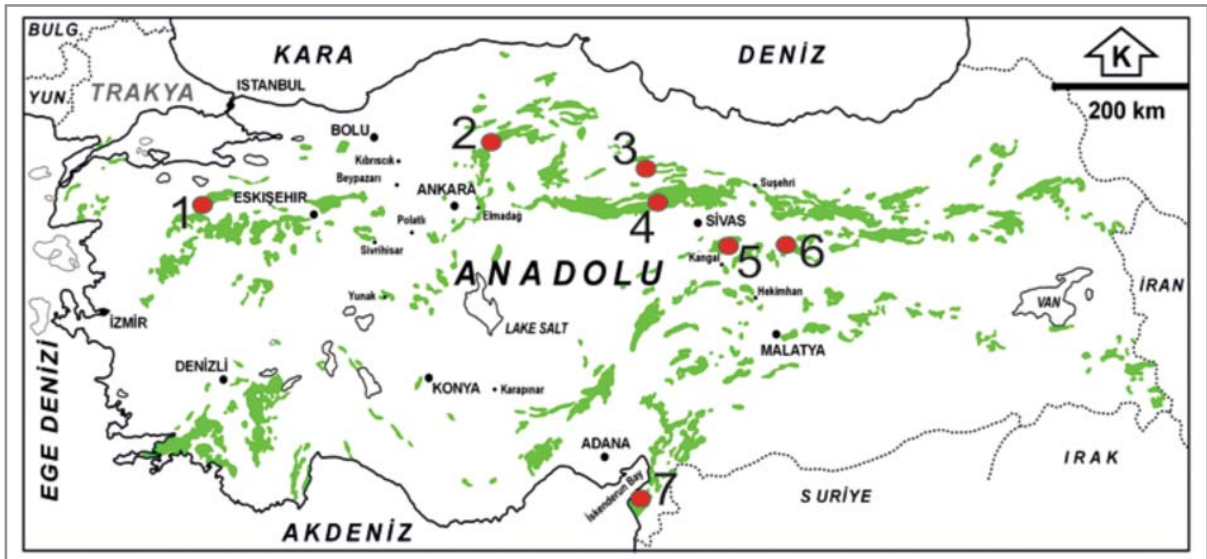 BULG.
KARA
DENİZ
K
YUN.
TRAKYA
ISTANBUL
200 km
BOLU
2
3
Kıbrıscık
Beypazarı
Suşehri
1
ESKIŞEHIR
ANKARA
Elmadağ
4
SİVAS
Polatlı
Sivrihisar
5
6
Kangal
ANADOLU
İRAN
Yunak
Hekimhan
VAN
İZMİR
LAKE SALT
MALATYA
DENİZLİ
KONYA
Karapınar
EGE DENİZİ
ADANA
IRAK
İskenderun Bay
7
SURİYE
AKDENİZ